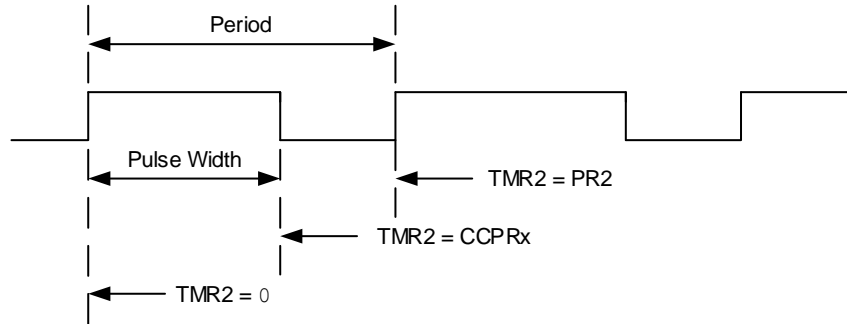 Period
Pulse Width
TMR2 = PR2
TMR2 = CCPRx
TMR2 = 0